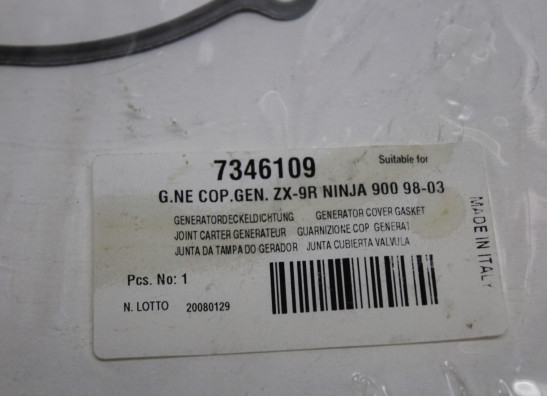 7346109 Suitable for
G.NE COP.GEN. ZX-9R NINJA 900 98-03
GENERATORDECKELDICHTUNG GENERATOR COVER GASKET
JOINT CARTER GENERATEUR GUARNIZIONE COP GENERAT
JUNTA DA TAMPA DO GERADOR JUNTA CUBIERTA VALVULA
Pcs. No: 1
N. LOTTO 20080129
MADE IN ITALY